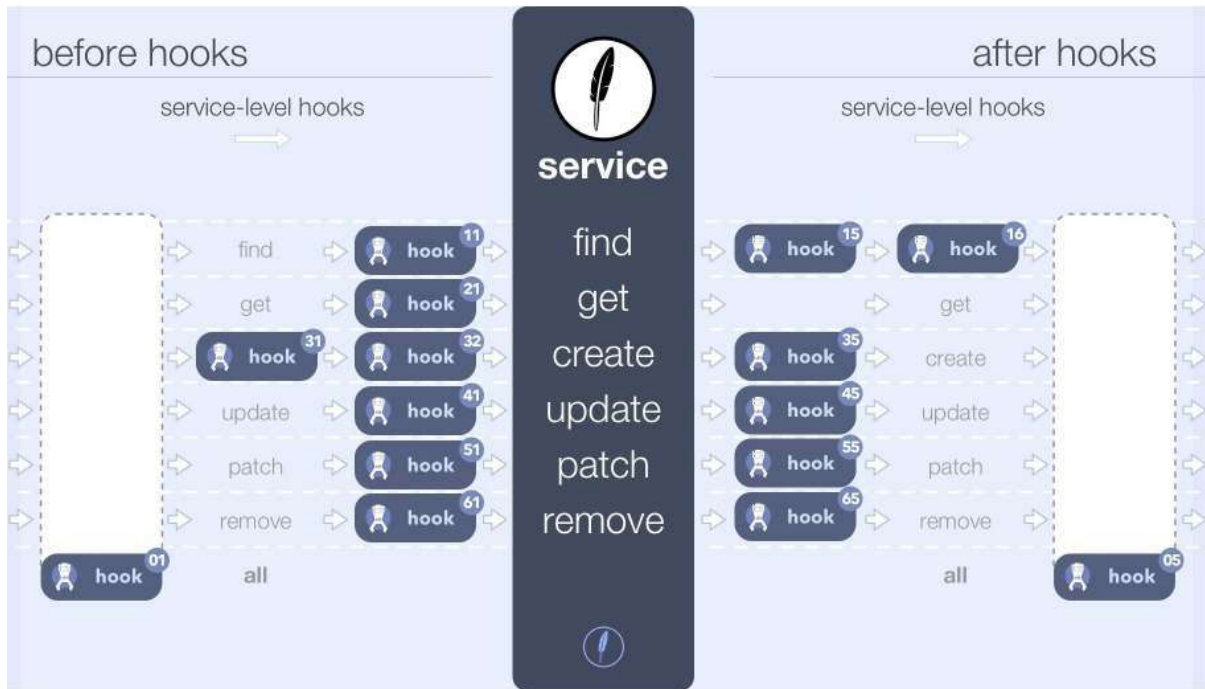 before hooks
after hooks
service-level hooks
service-level hooks
service
find hook 11 find hook 15 hook 16
get hook 21 get get
hook 31 hook 32 create hook 35 create
update hook 41 update hook 45 update
patch hook 51 patch hook 55 patch
remove hook 61 remove hook 65 remove
hook 01 all all hook 05